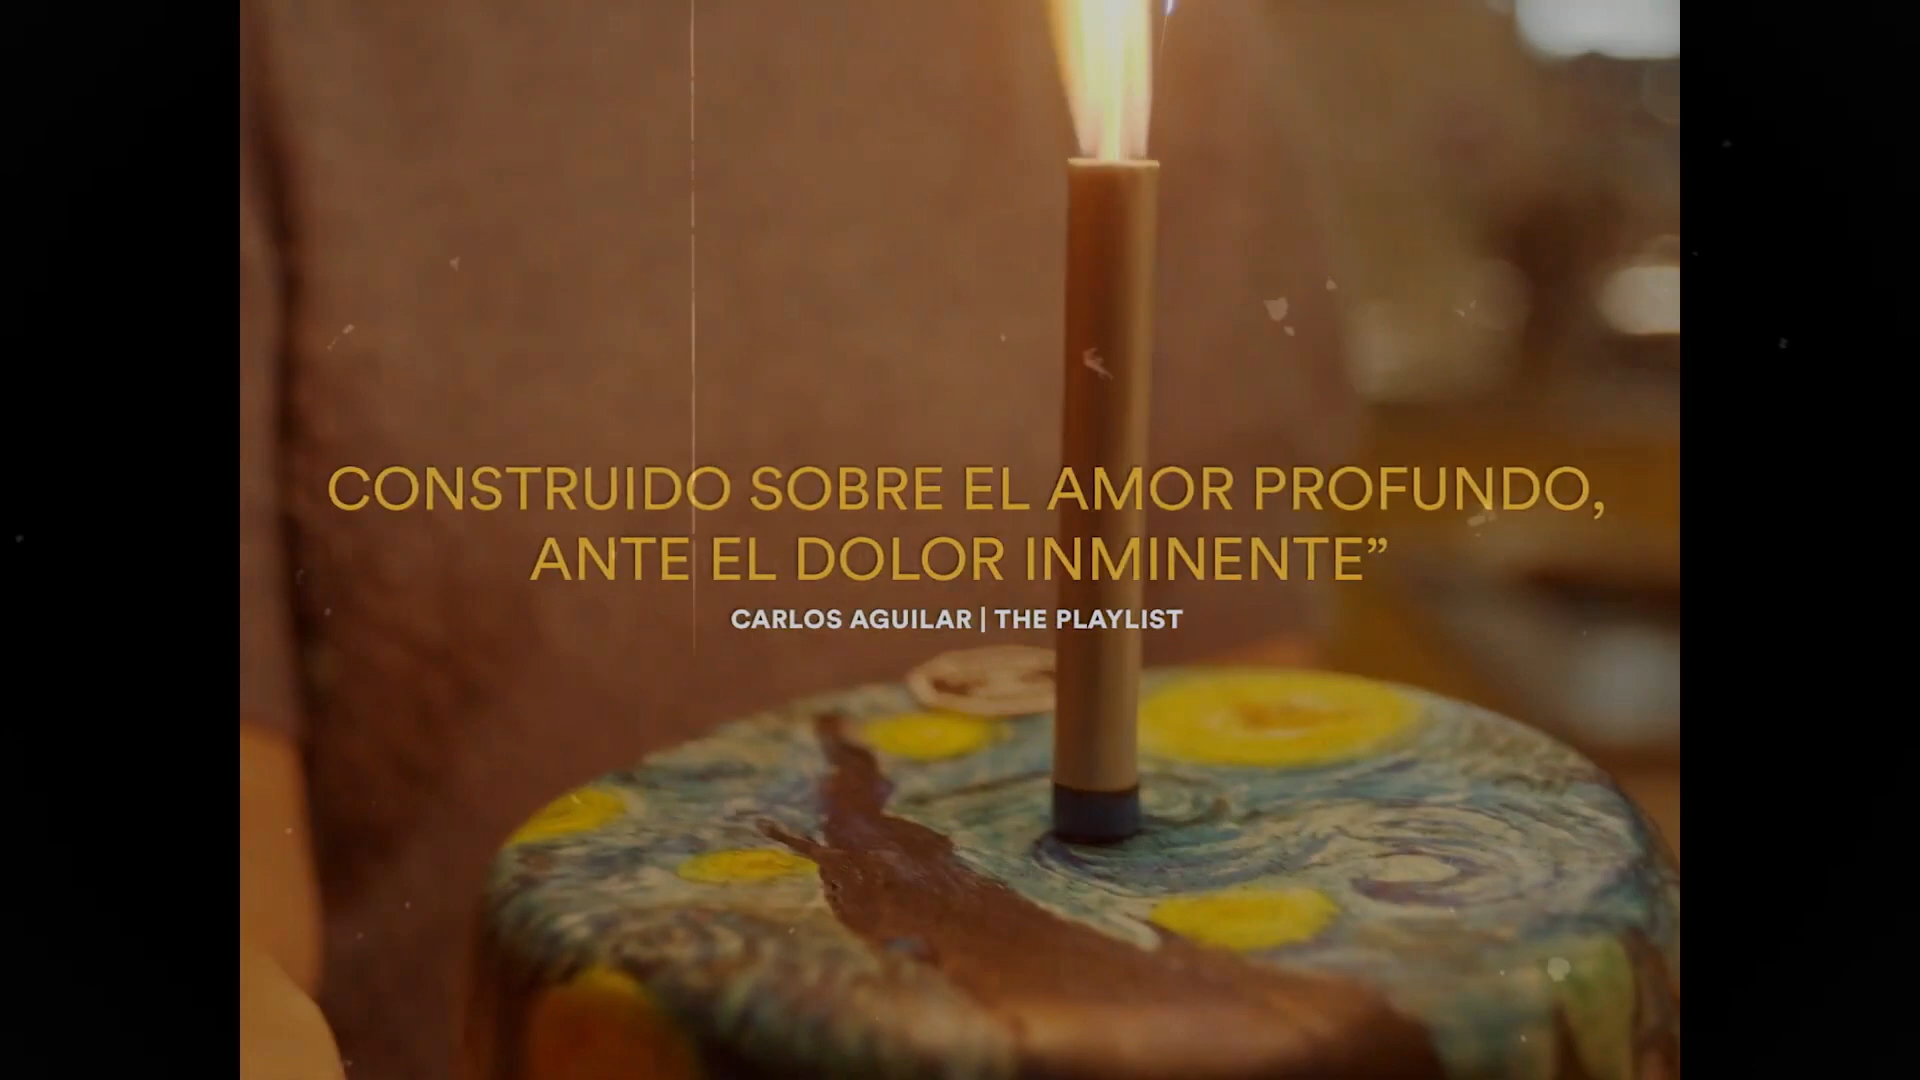 CONSTRUIDO SOBRE EL AMOR PROFUNDO,
ANTE EL DOLOR INMINENTE”
CARLOS AGUILAR | THE PLAYLIST